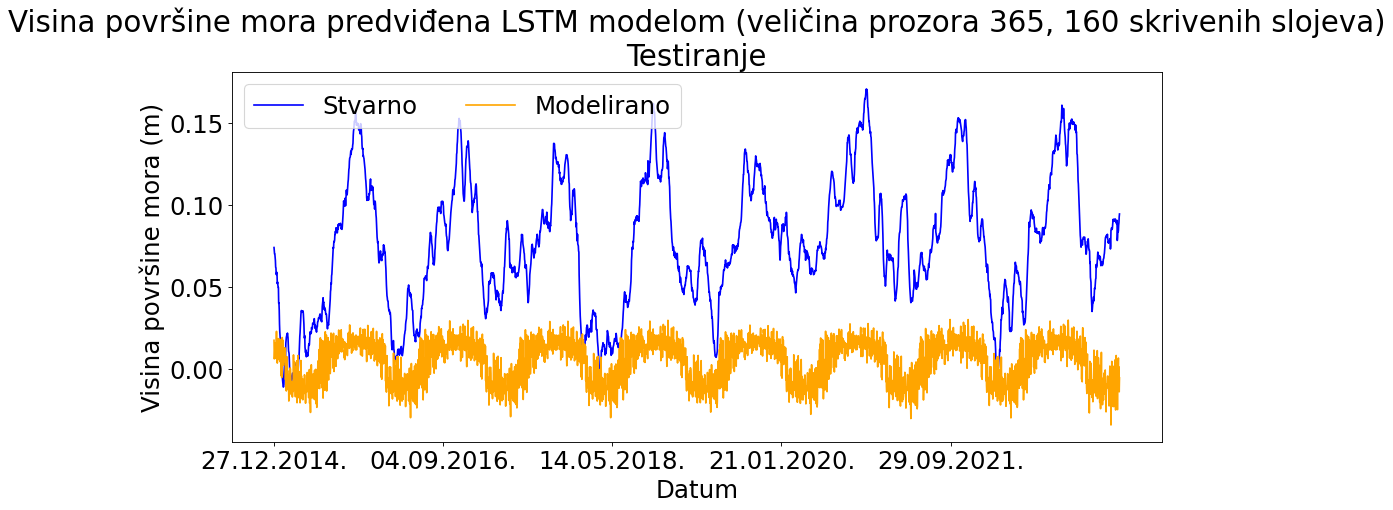 Visina površine mora predviđena LSTM modelom (veličina prozora 365, 160 skrivenih slojeva)
Testiranje
Stvarno Modelirano
Visina površine mora (m)
0.15
0.10
0.05
0.00
27.12.2014. 04.09.2016. 14.05.2018. 21.01.2020. 29.09.2021.
Datum